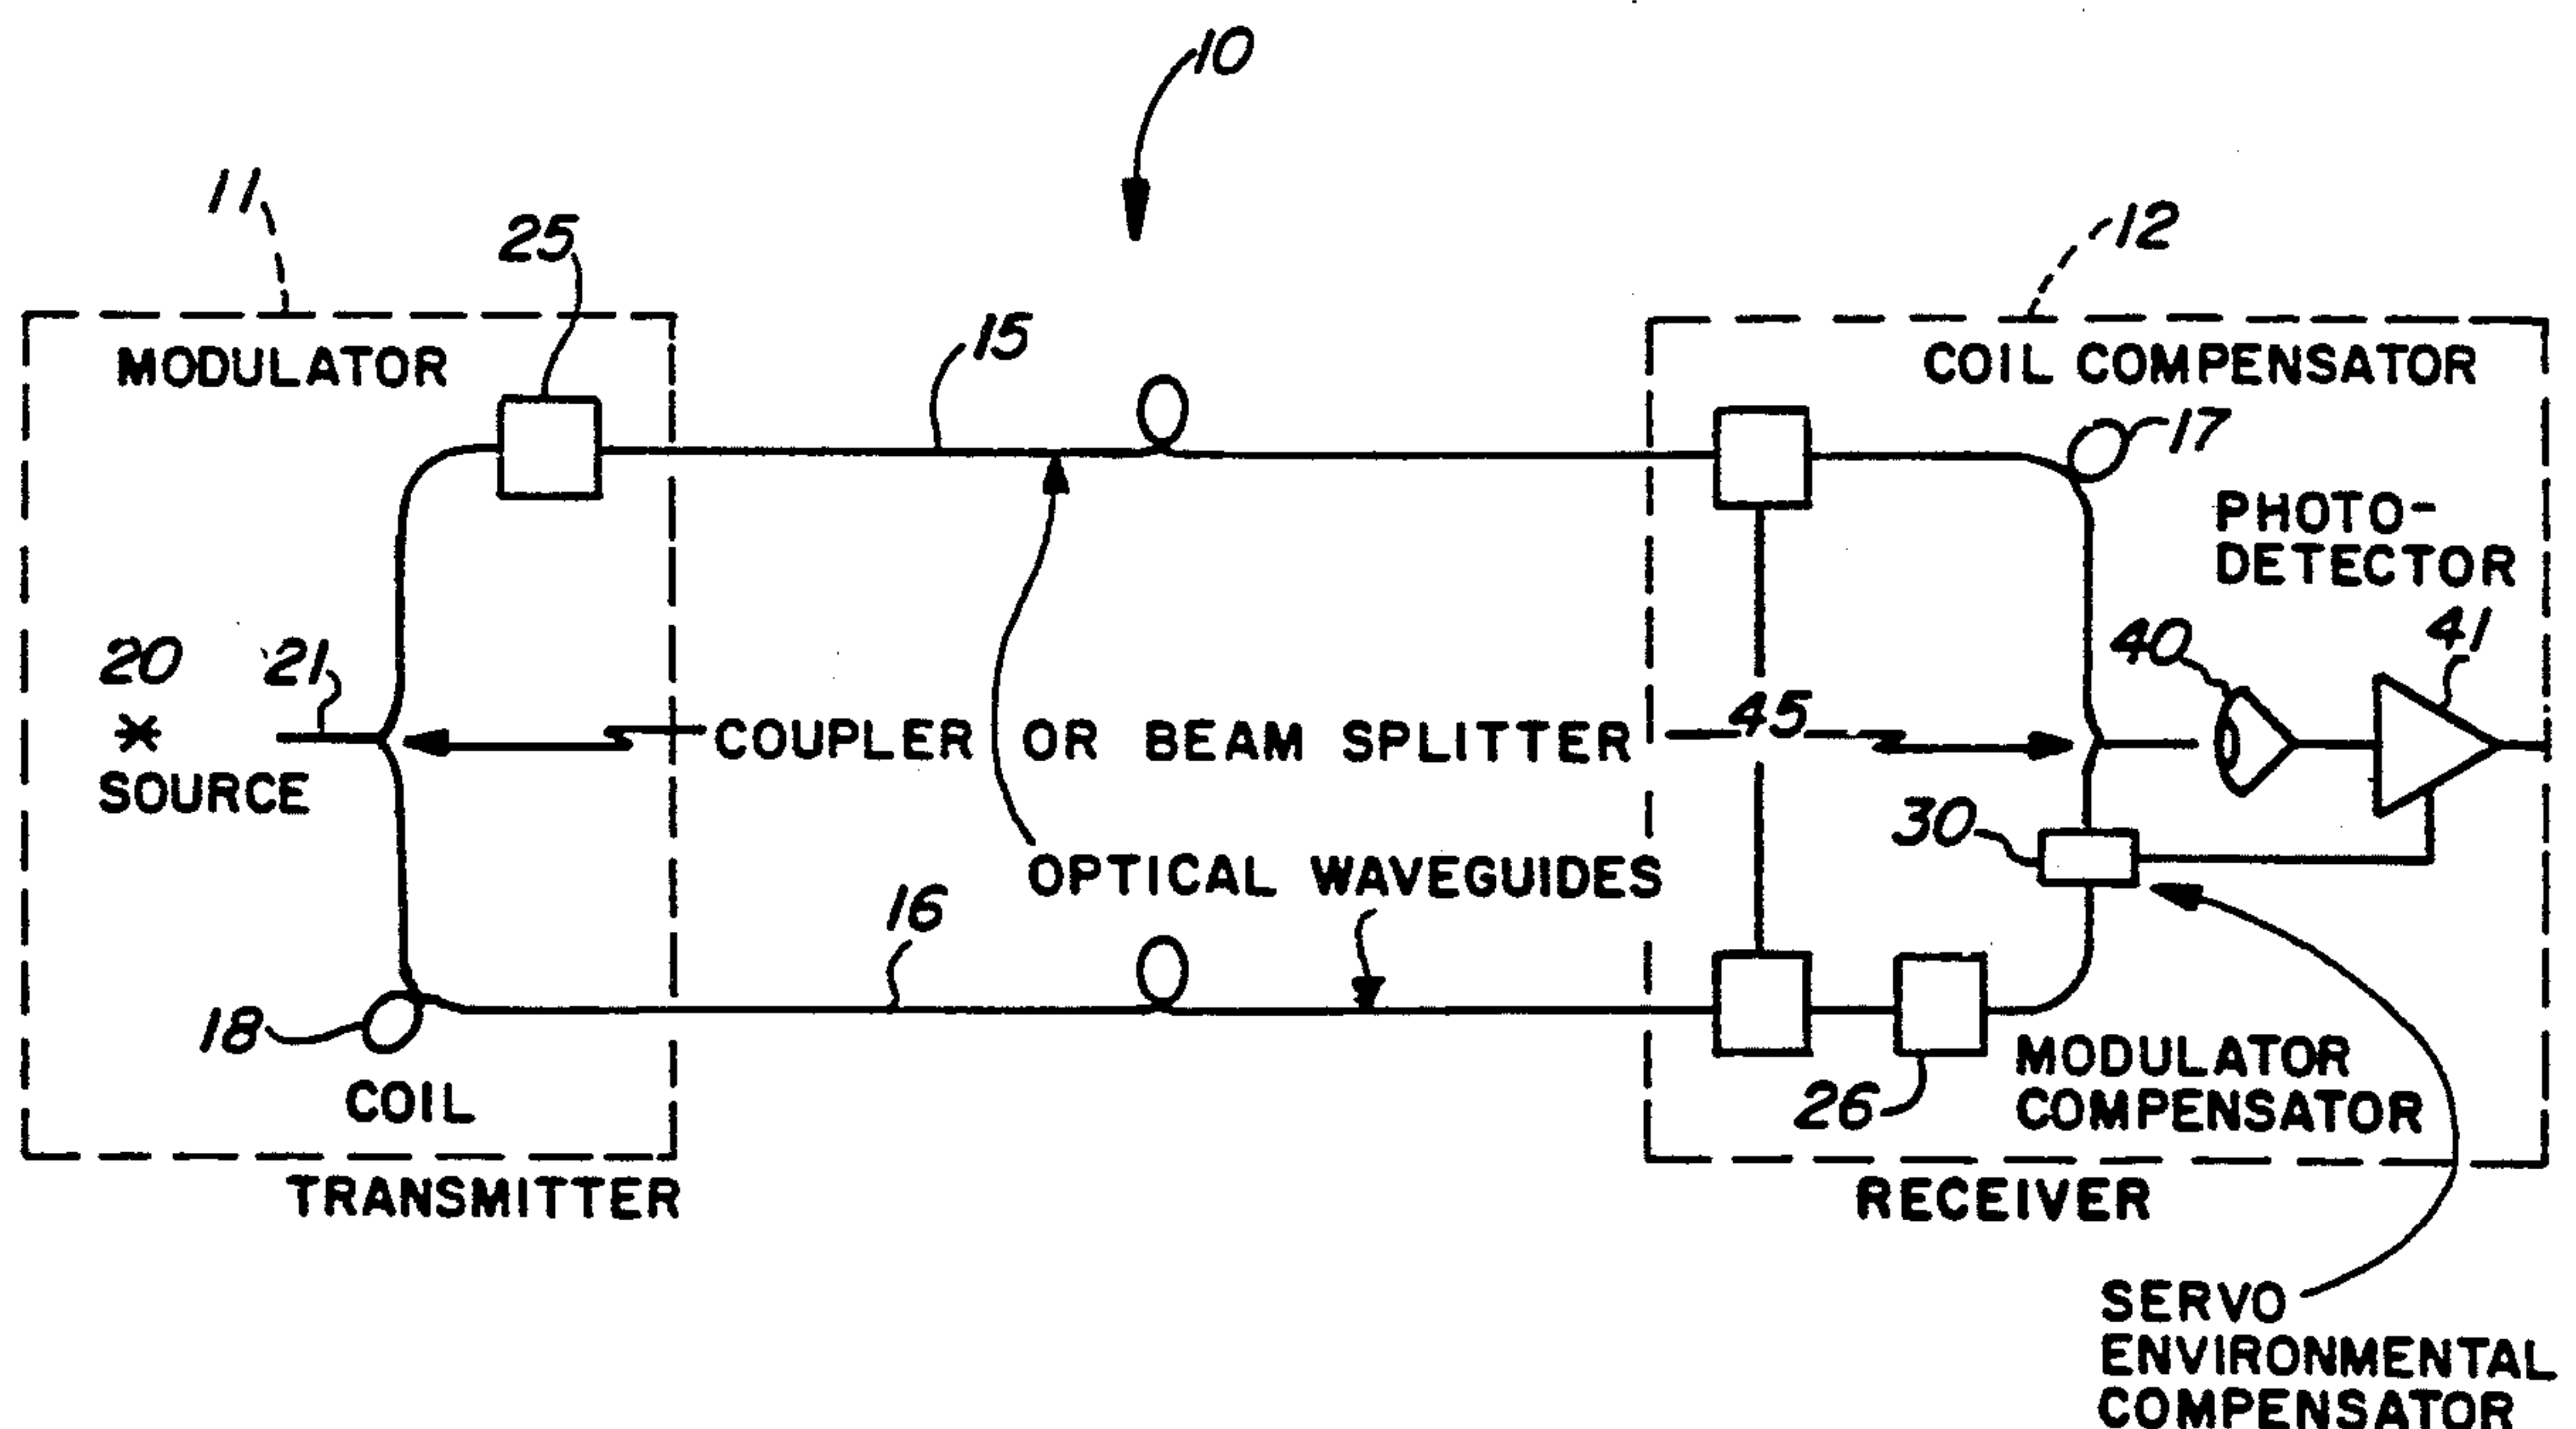 10
11
25
12
MODULATOR
15
COIL COMPENSATOR
17
PHOTO-
DETECTOR
20
21
40
41
SOURCE
COUPLER OR BEAM SPLITTER
45
30
OPTICAL WAVEGUIDES
16
18
COIL
26
MODULATOR
COMPENSATOR
TRANSMITTER
RECEIVER
SERVO
ENVIRONMENTAL
COMPENSATOR